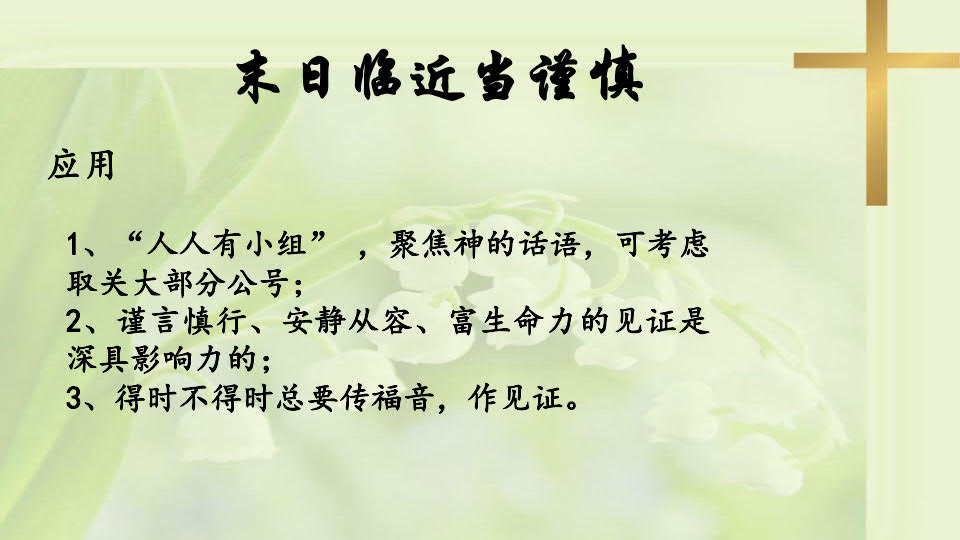 末日临近当谨慎
应用
1、“人人有小组” ，聚焦神的话语，可考虑
取关大部分公号；
2、谨言慎行、安静从容、富生命力的见证是
深具影响力的；
3、得时不得时总要传福音，作见证。